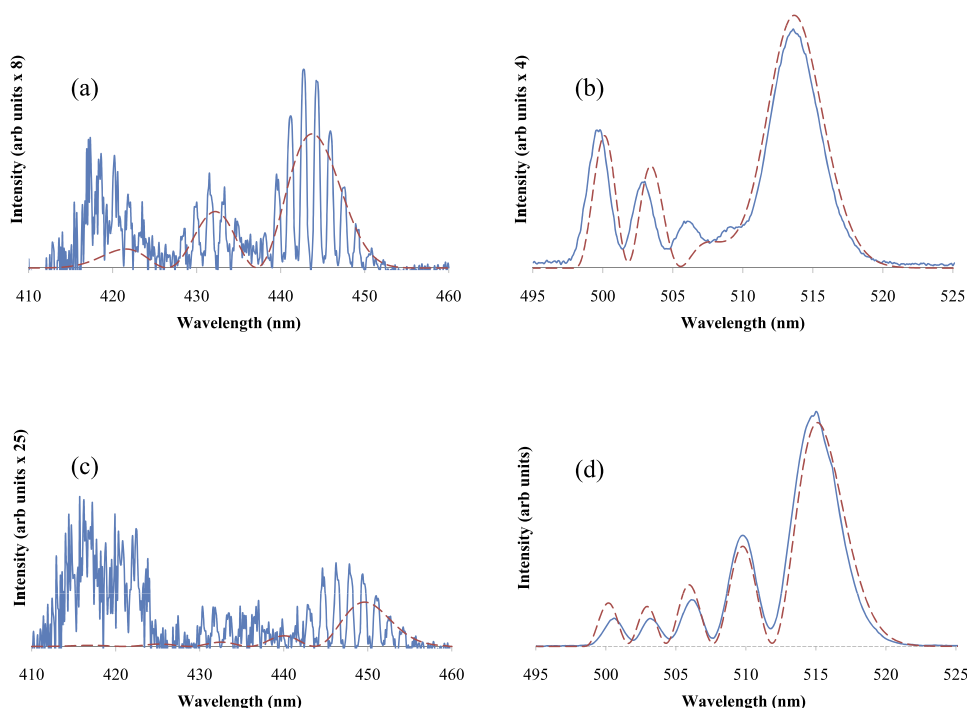 (a)
Intensity (arb units x 8)
410 420 430 440 450 460
Wavelength (nm)
(b)
Intensity (arb units x 4)
495 500 505 510 515 520 525
Wavelength (nm)
(c)
Intensity (arb units x 25)
410 420 430 440 450 460
Wavelength (nm)
(d)
Intensity (arb units)
495 500 505 510 515 520 525
Wavelength (nm)